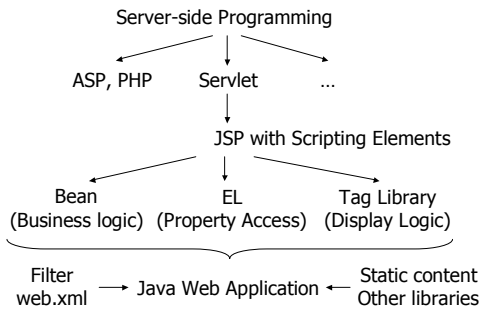 Server-side Programming
ASP, PHP Servlet …
JSP with Scripting Elements
Bean EL Tag Library
(Business logic) (Property Access) (Display Logic)
Filter Static content
web.xml Java Web Application Other libraries